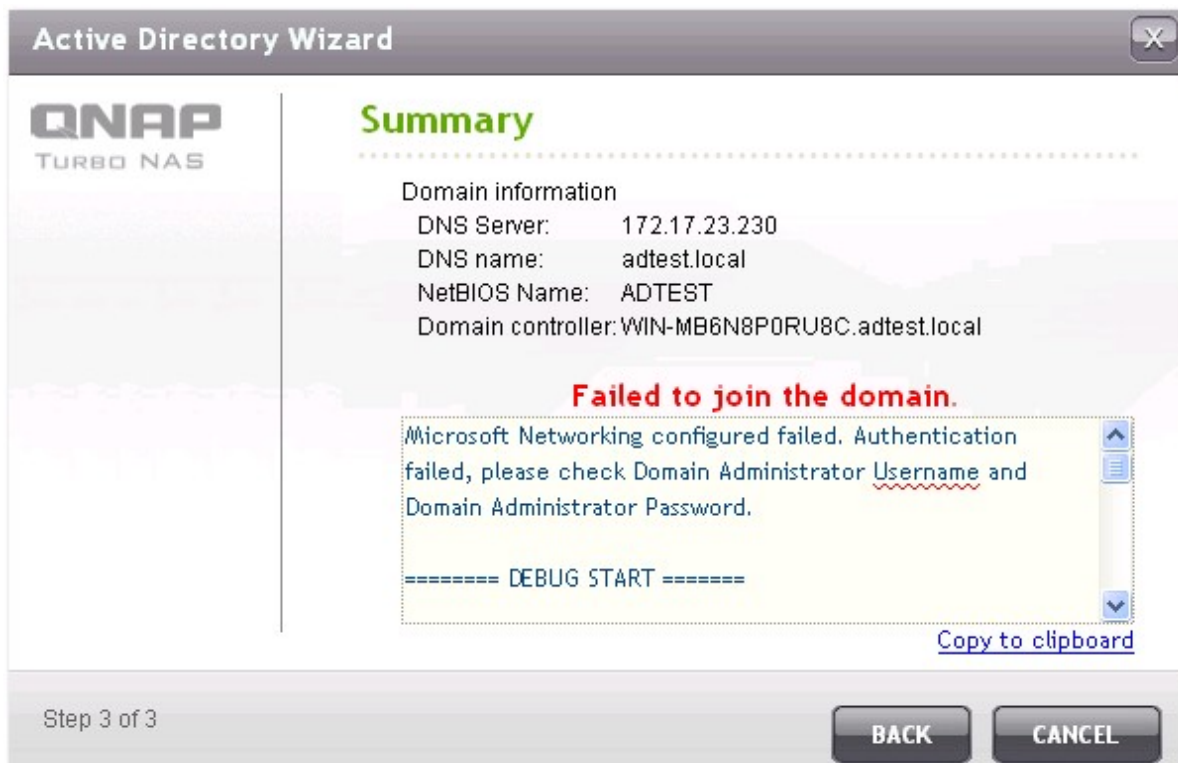 Active Directory Wizard
X
QNAP
TURBO NAS
Summary
Domain information
DNS Server: 172.17.23.230
DNS name: adtest.local
NetBIOS Name: ADTEST
Domain controller: WIN-MB6N8P0RU8C.adtest.local
Failed to join the domain.
Microsoft Networking configured failed. Authentication
failed, please check Domain Administrator Username and
Domain Administrator Password.
======== DEBUG START =======
Copy to clipboard
Step 3 of 3
BACK
CANCEL